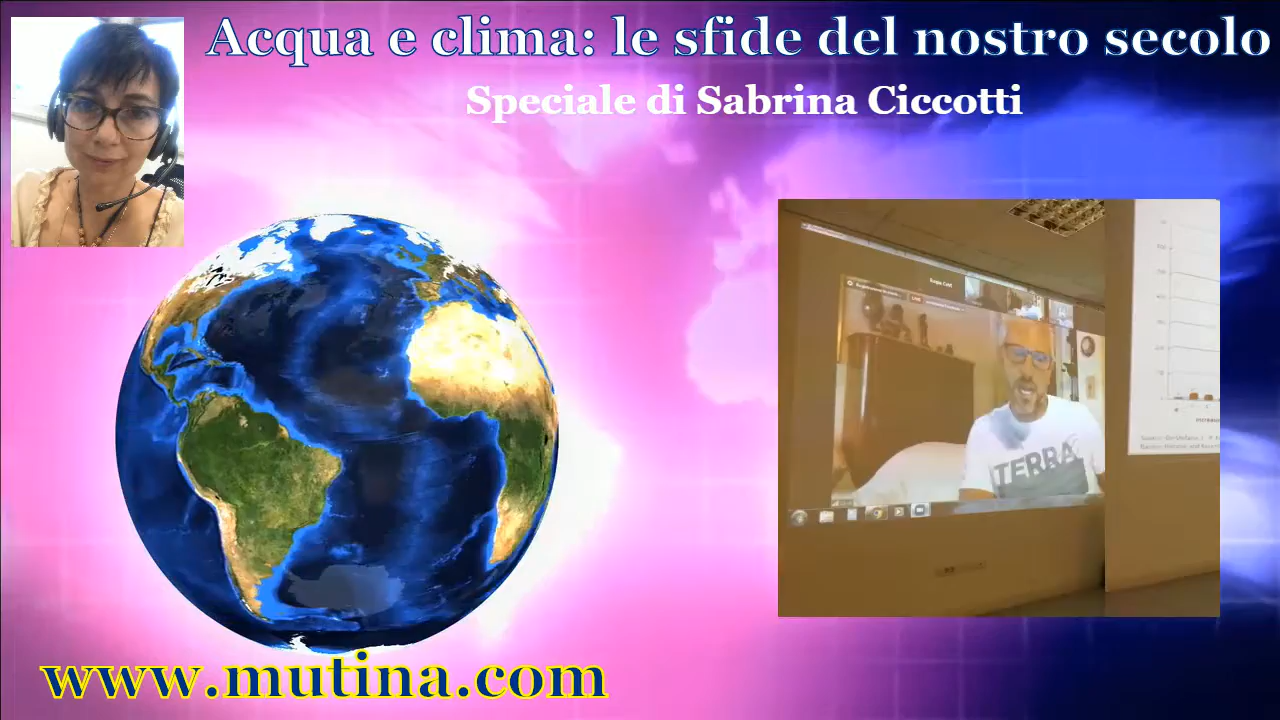 Acqua e clima: le sfide del nostro secolo
Speciale di Sabrina Ciccotti
TERRA
www.mutina.com